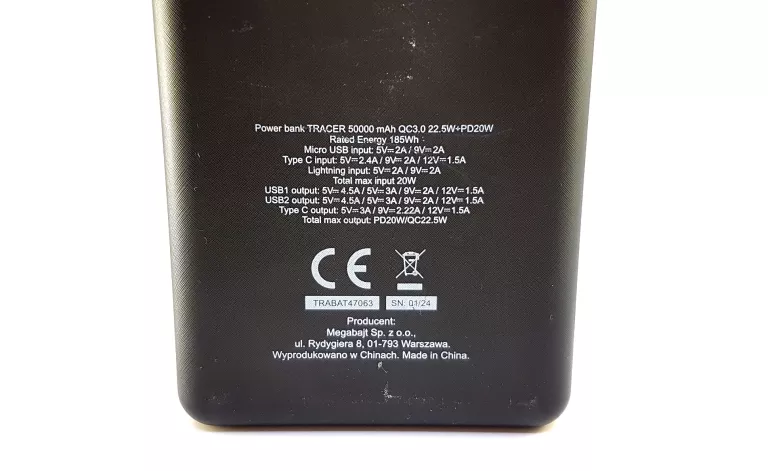 Power bank TRACER 50000 mAh QC3.0 22.5W+PD20W
Rated Energy 185Wh
Micro USB input: 5V⎓2A / 9V⎓2A
Type C input: 5V⎓2.4A / 9V⎓2A / 12V⎓1.5A
Lightning input: 5V⎓2A / 9V⎓2A
Total max input 20W
USB1 output: 5V⎓4.5A / 5V⎓3A / 9V⎓2A / 12V⎓1.5A
USB2 output: 5V⎓4.5A / 5V⎓3A / 9V⎓2A / 12V⎓1.5A
Type C output: 5V⎓3A / 9V⎓2.22A / 12V⎓1.5A
Total max output: PD20W/QC22.5W
CE
TRABAT47063 SN: 01/24
Producent:
Megabajt Sp. z o.o.,
ul. Rydygiera 8, 01-793 Warszawa.
Wyprodukowano w Chinach. Made in China.